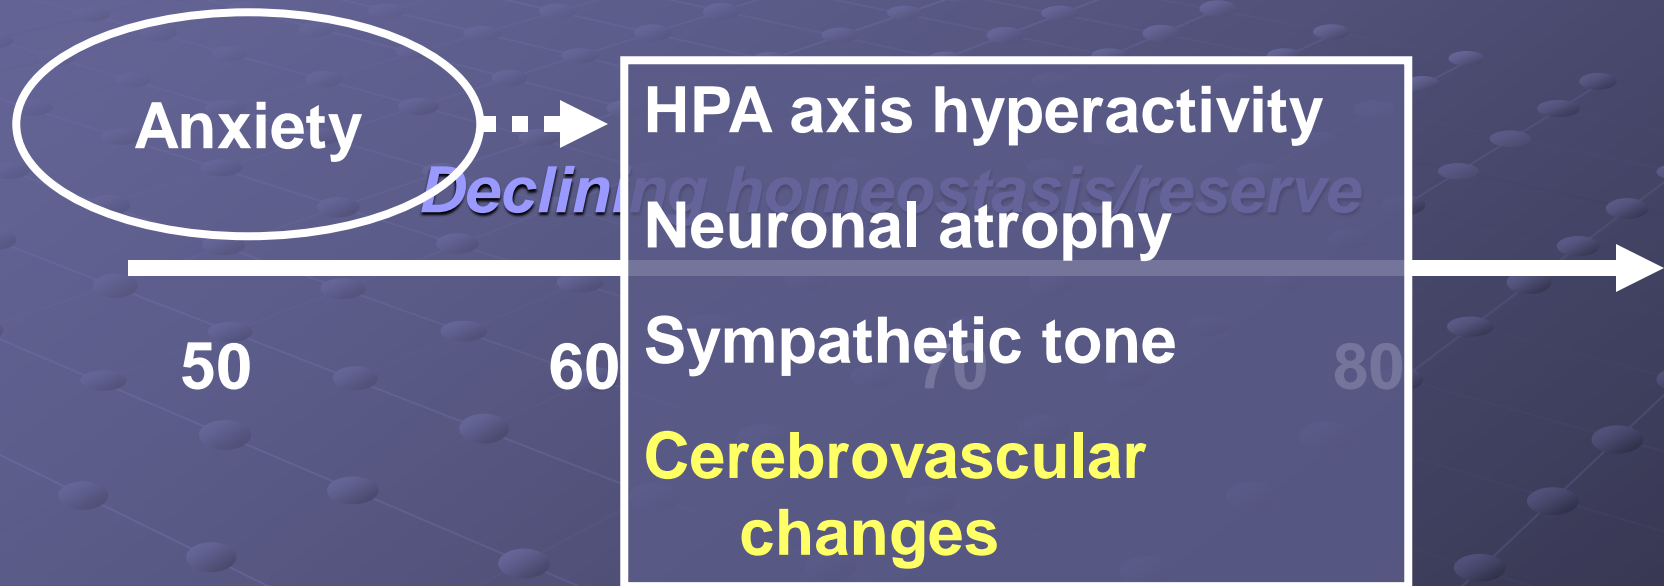 Anxiety
HPA axis hyperactivity
Declining homeostasis/reserve
Neuronal atrophy
Sympathetic tone
50 60 70 80
Cerebrovascular
changes